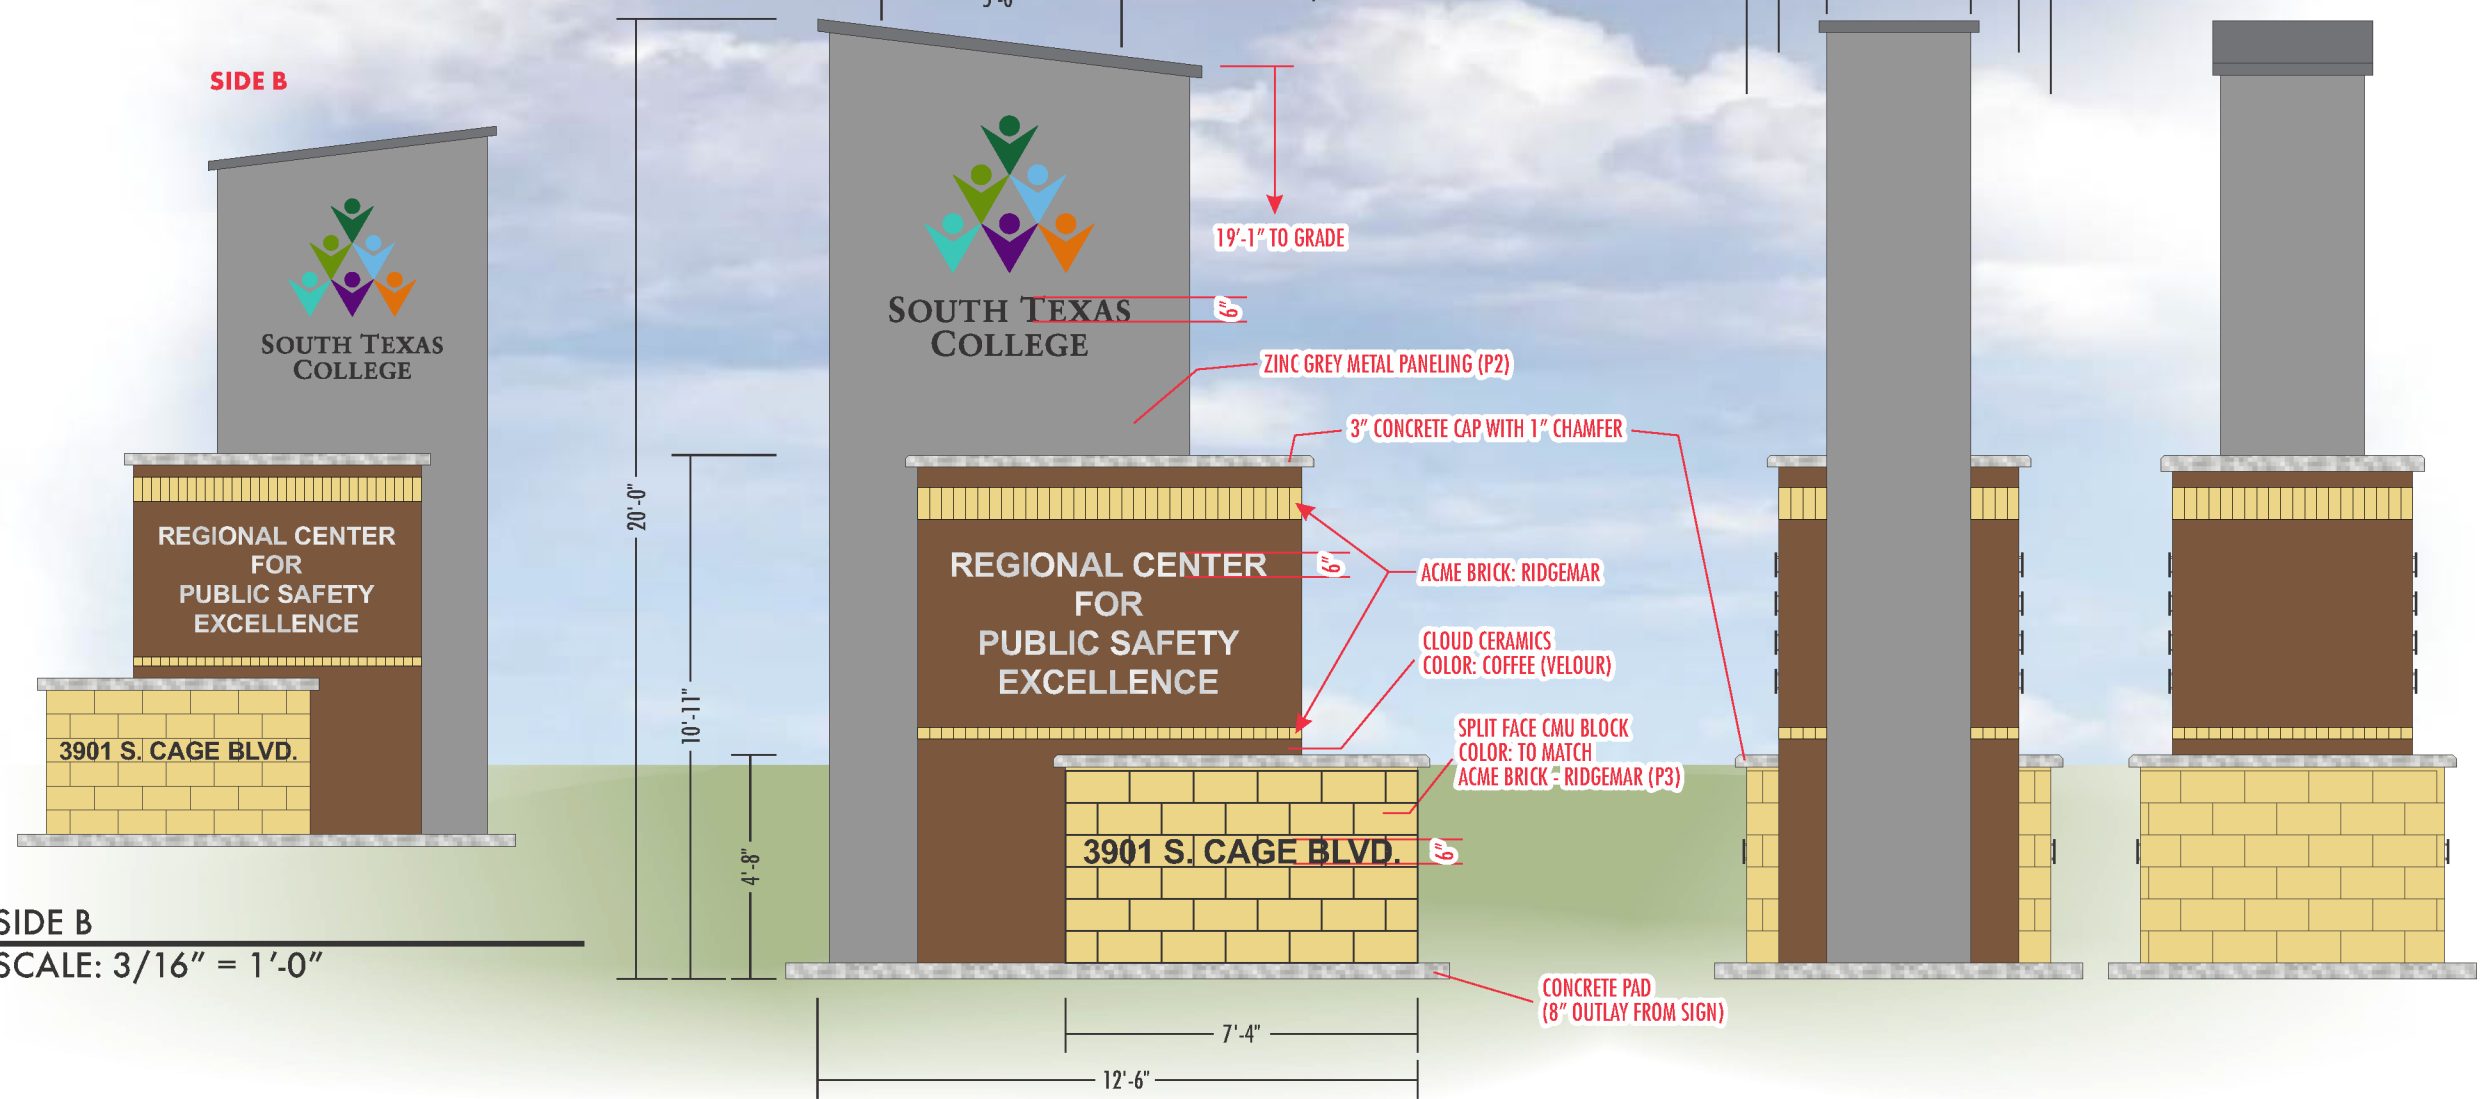 SIDE B
SOUTH TEXAS
COLLEGE
REGIONAL CENTER
FOR
PUBLIC SAFETY
EXCELLENCE
3901 S. CAGE BLVD.
SIDE B
SCALE: 3/16" = 1'-0"
20'-0"
10'-11"
4'-8"
SOUTH TEXAS
COLLEGE
REGIONAL CENTER
FOR
PUBLIC SAFETY
EXCELLENCE
3901 S. CAGE BLVD.
19'-1" TO GRADE
6"
ZINC GREY METAL PANELING (P2)
3" CONCRETE CAP WITH 1" CHAMFER
6"
ACME BRICK: RIDGEMAR
CLOUD CERAMICS
COLOR: COFFEE (VELOUR)
SPLIT FACE CMU BLOCK
COLOR: TO MATCH
ACME BRICK - RIDGEMAR (P3)
6"
CONCRETE PAD
(8" OUTLAY FROM SIGN)
7'-4"
12'-6"